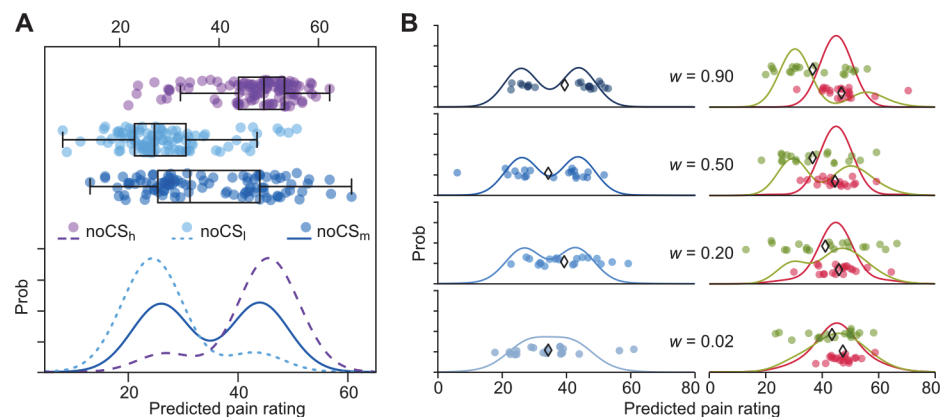 A
20 40 60
noCSh noCSl noCSm
Prob
20 40 60
Predicted pain rating
B
Prob
w = 0.90
w = 0.50
w = 0.20
w = 0.02
0 20 40 60 80 0 20 40 60 80
Predicted pain rating